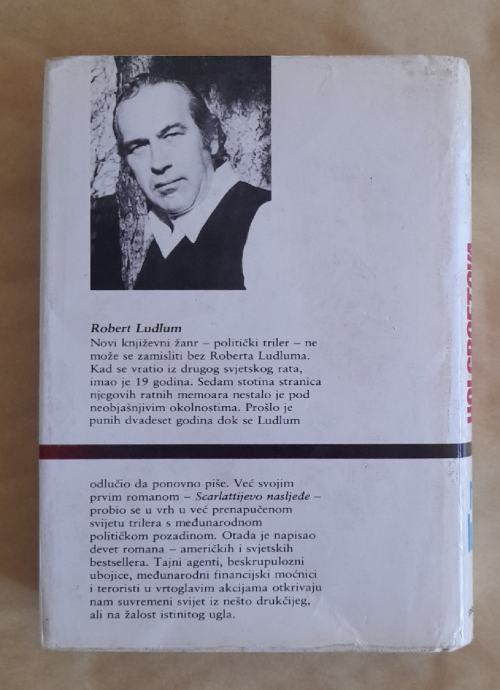 Robert Ludlum
Novi književni žanr – politički triler – ne
može se zamisliti bez Roberta Ludluma.
Kad se vratio iz drugog svjetskog rata,
imao je 19 godina. Sedam stotina stranica
njegovih ratnih memoara nestalo je pod
neobjašnjivim okolnostima. Prošlo je
punih dvadeset godina dok se Ludlum
odlučio da ponovno piše. Već svojim
prvim romanom – Scarlattijevo nasljeđe –
probio se u vrh u već prenapučenom
svijetu trilera s međunarodnom
političkom pozadinom. Otada je napisao
devet romana – američkih i svjetskih
bestsellera. Tajni agenti, beskrupulozni
ubojice, međunarodni financijski moćnici
i teroristi u vrtoglavim akcijama otkrivaju
nam suvremeni svijet iz nešto drukčijeg,
ali na žalost istinitog ugla.